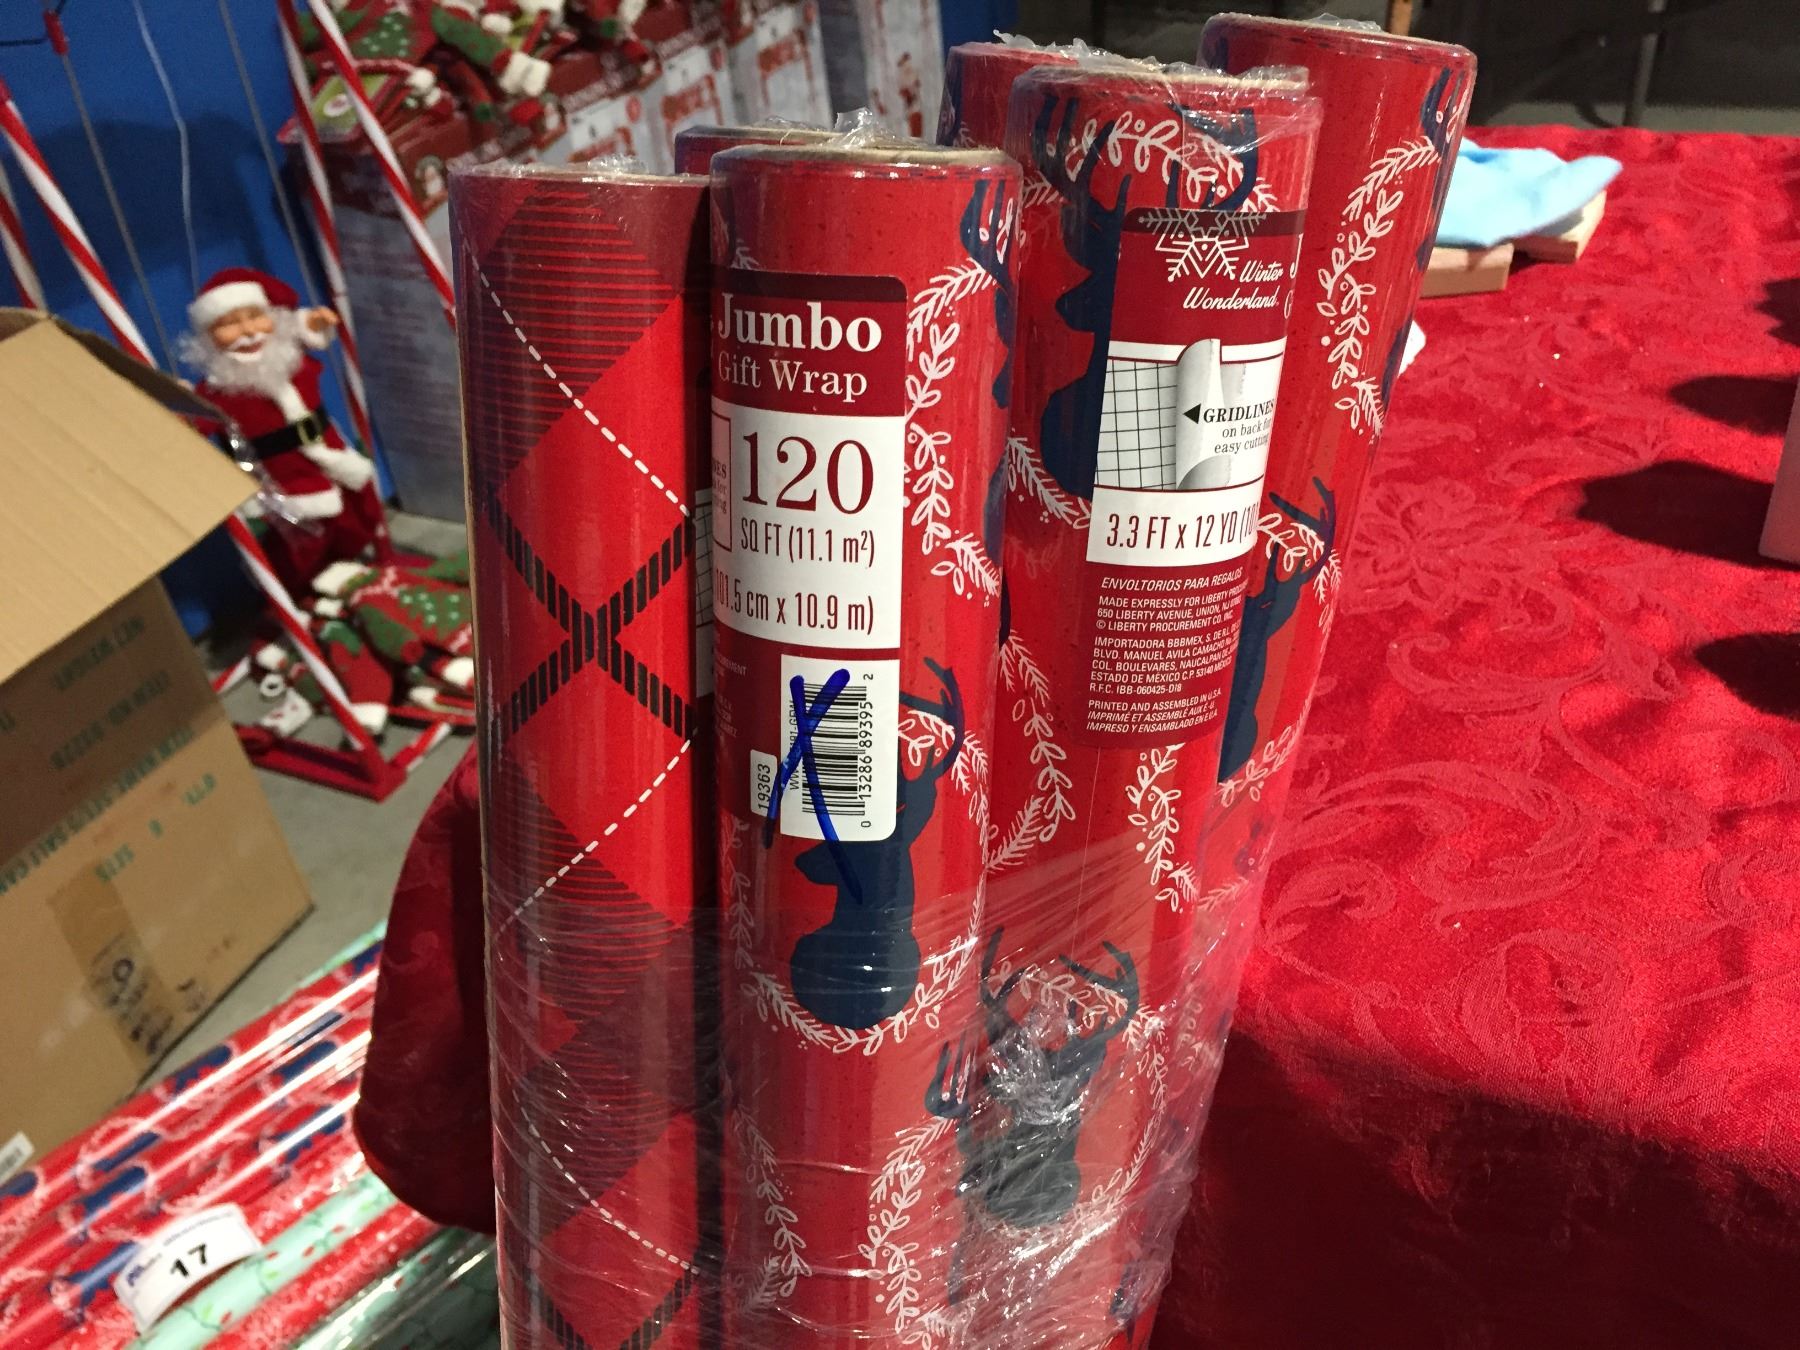 Jumbo
Gift Wrap
120
SQ FT (11.1 m²)
101.5 cm x 10.9 m)
19363
0 13286 89395 2
Winter
Wonderland
GRIDLINES
on back for
easy cutting
3.3 FT x 12 YD (10
ENVOLTORIOS PARA REGALOS
MADE EXPRESSLY FOR LIBERTY
650 LIBERTY AVENUE, UNION, NJ
© LIBERTY PROCUREMENT CO. INC.
IMPORTADORA BBBMEX, S. DE R.L. DE
BLVD. MANUEL AVILA CAMACHO No.
COL. BOULEVARES, NAUCALPAN DE
ESTADO DE MÉXICO C.P. 53140 MÉXICO
R.F.C. IBB-060425-DI8
PRINTED AND ASSEMBLED IN U.S.A.
IMPRIMÉ ET ASSEMBLÉ AUX É.-U.
IMPRESO Y ENSAMBLADO EN E.U.A.
17